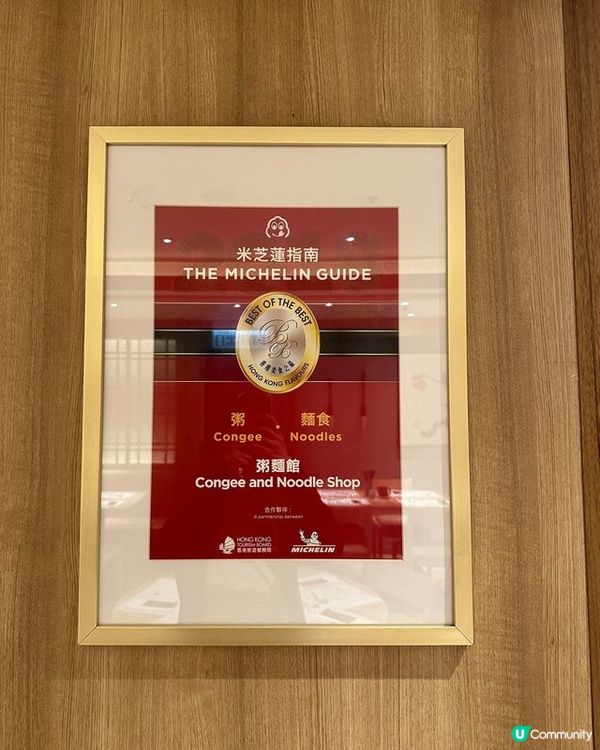 米芝蓮指南
THE MICHELIN GUIDE
BEST OF THE BEST
BB
香港美食之最
HONG KONG FLAVOURS
粥 • 麵食
Congee Noodles
粥麵館
Congee and Noodle Shop
合作夥伴：
A partnership between
HONG KONG
TOURISM BOARD
香港旅遊發展局
MICHELIN
U Community